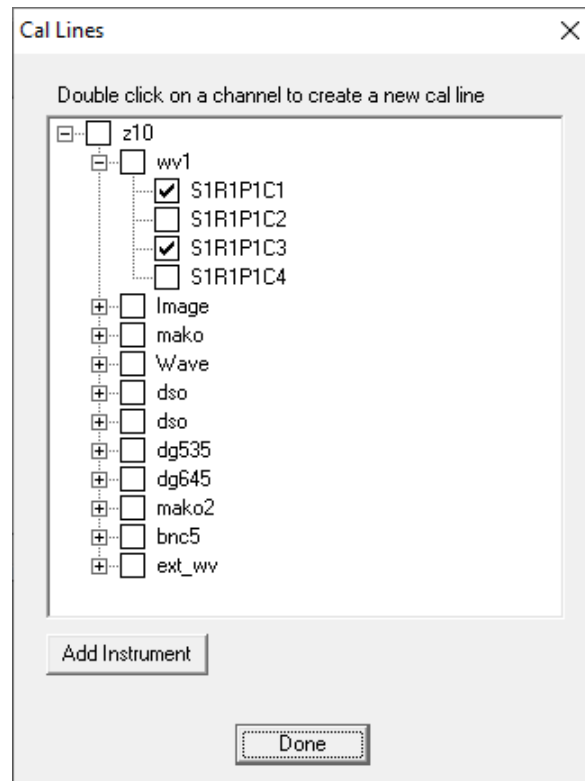 Cal Lines
Double click on a channel to create a new cal line
z10
wv1
S1R1P1C1
S1R1P1C2
S1R1P1C3
S1R1P1C4
Image
mako
Wave
dso
dso
dg535
dg645
mako2
bnc5
ext_wv
Add Instrument
Done